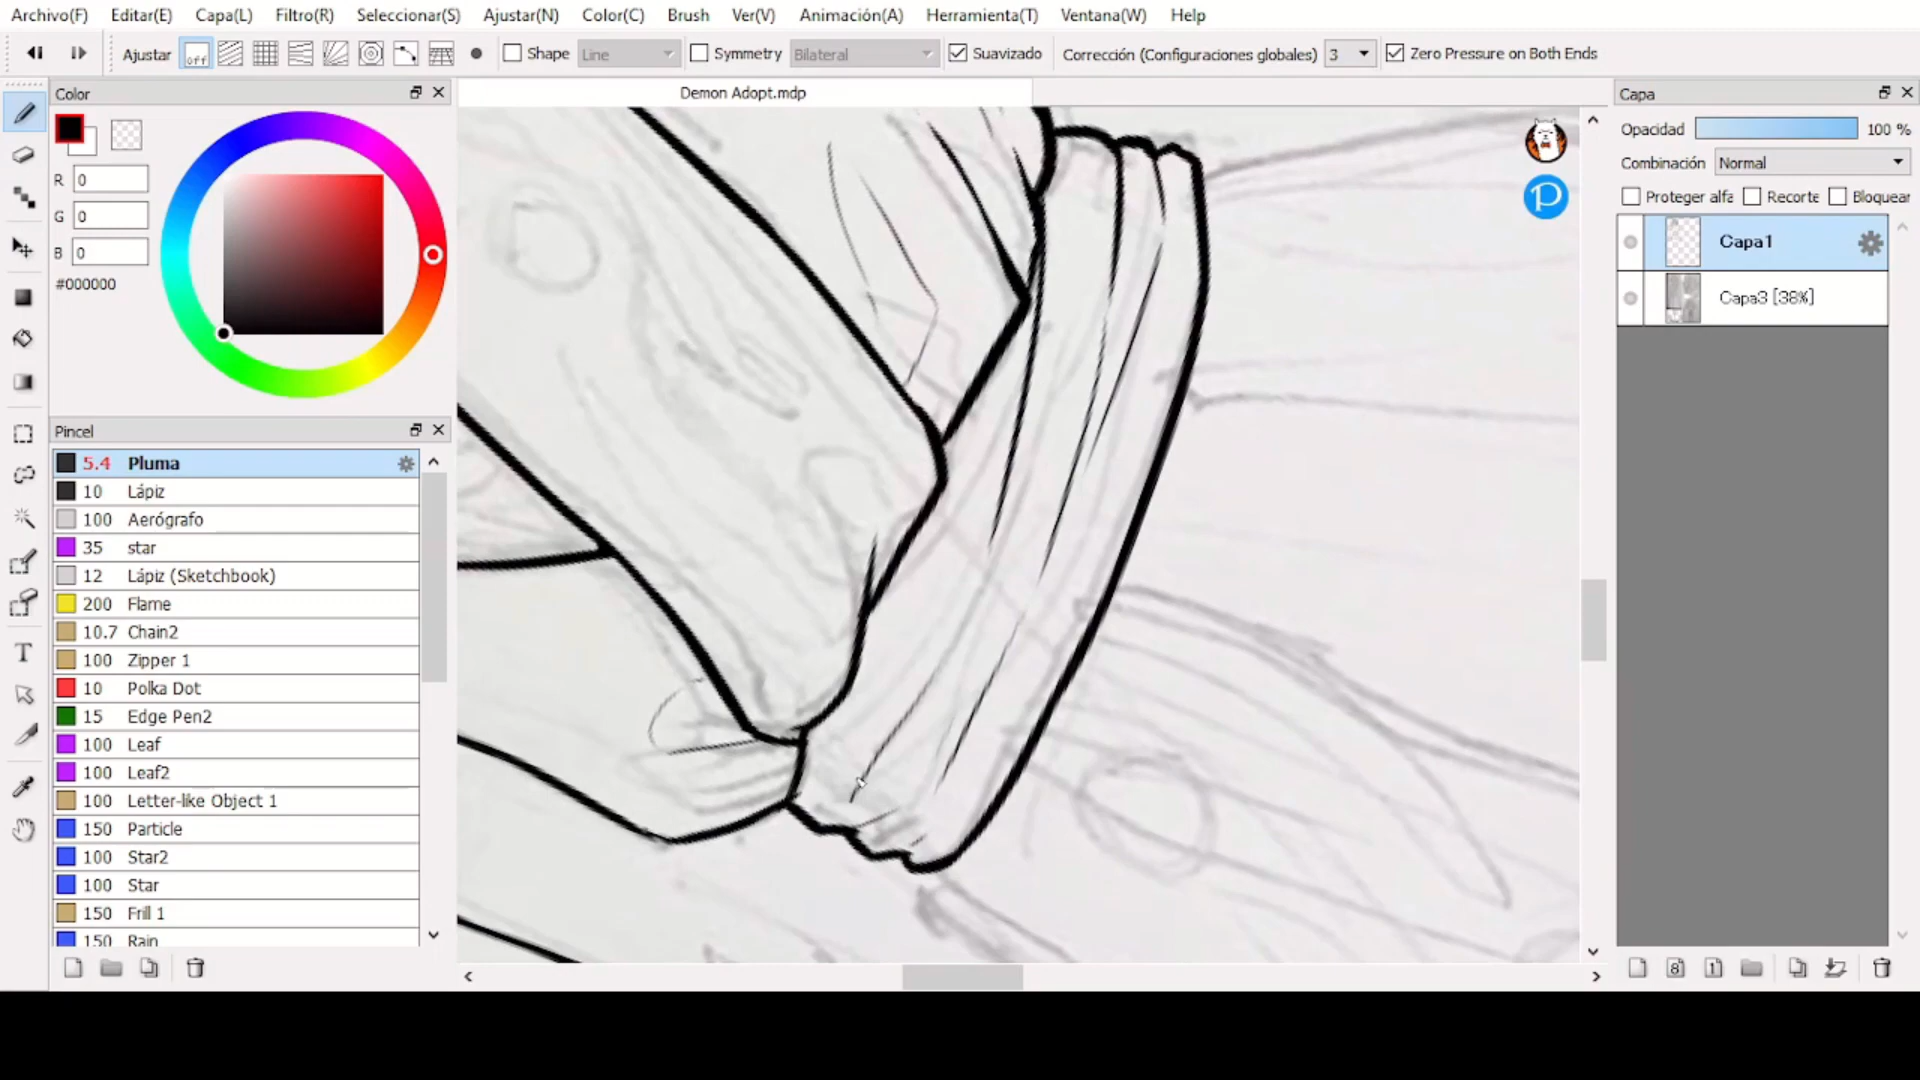 Archivo(F) Editar(E) Capa(L) Filtro(R) Seleccionar(S) Ajustar(N) Color(C) Brush Ver(V) Animación(A) Herramienta(T) Ventana(W) Help
Ajustar off Shape Line Symmetry Bilateral Suavizado Corrección (Configuraciones globales) 3 Zero Pressure on Both Ends
Color
Demon Adopt.mdp
Capa
R 0
G 0
B 0
#000000
Opacidad 100 %
Combinación Normal
Proteger alfa Recorte Bloquear
Capa1
Capa3 [38%]
P
Pincel
5.4 Pluma
10 Lápiz
100 Aerógrafo
35 star
12 Lápiz (Sketchbook)
200 Flame
10.7 Chain2
100 Zipper 1
10 Polka Dot
15 Edge Pen2
100 Leaf
100 Leaf2
100 Letter-like Object 1
150 Particle
100 Star2
100 Star
150 Frill 1
150 Rain
T
8 1